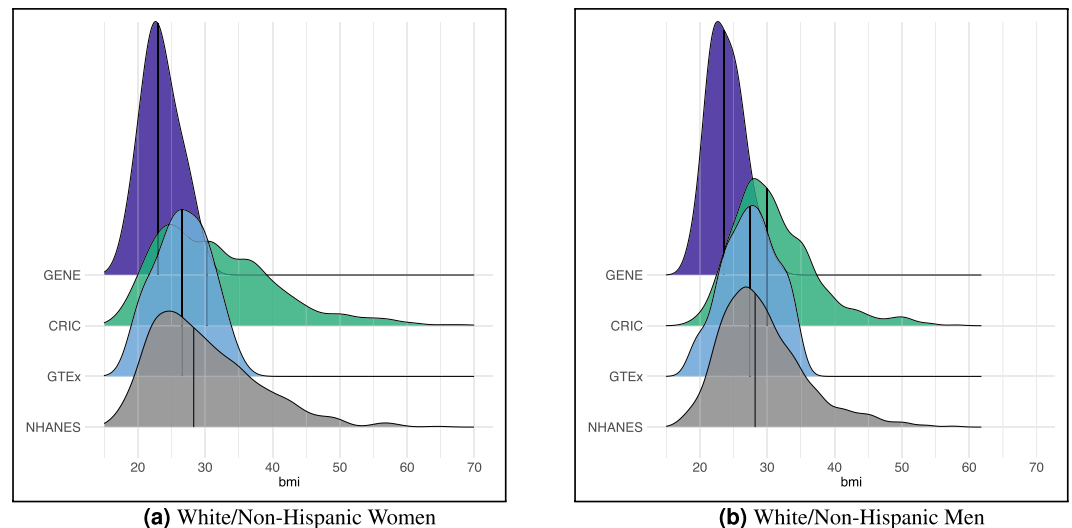 GENE
CRIC
GTEx
NHANES
20 30 40 50 60 70
bmi
(a) White/Non-Hispanic Women
GENE
CRIC
GTEx
NHANES
20 30 40 50 60 70
bmi
(b) White/Non-Hispanic Men